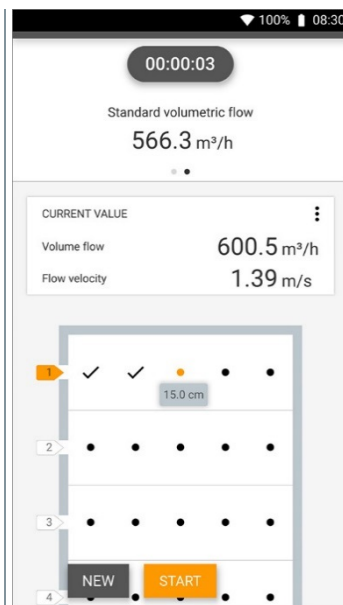 100% 08:30
00:00:03
Standard volumetric flow
566.3 m³/h
CURRENT VALUE
Volume flow 600.5 m³/h
Flow velocity 1.39 m/s
1
15.0 cm
2
3
4
NEW START